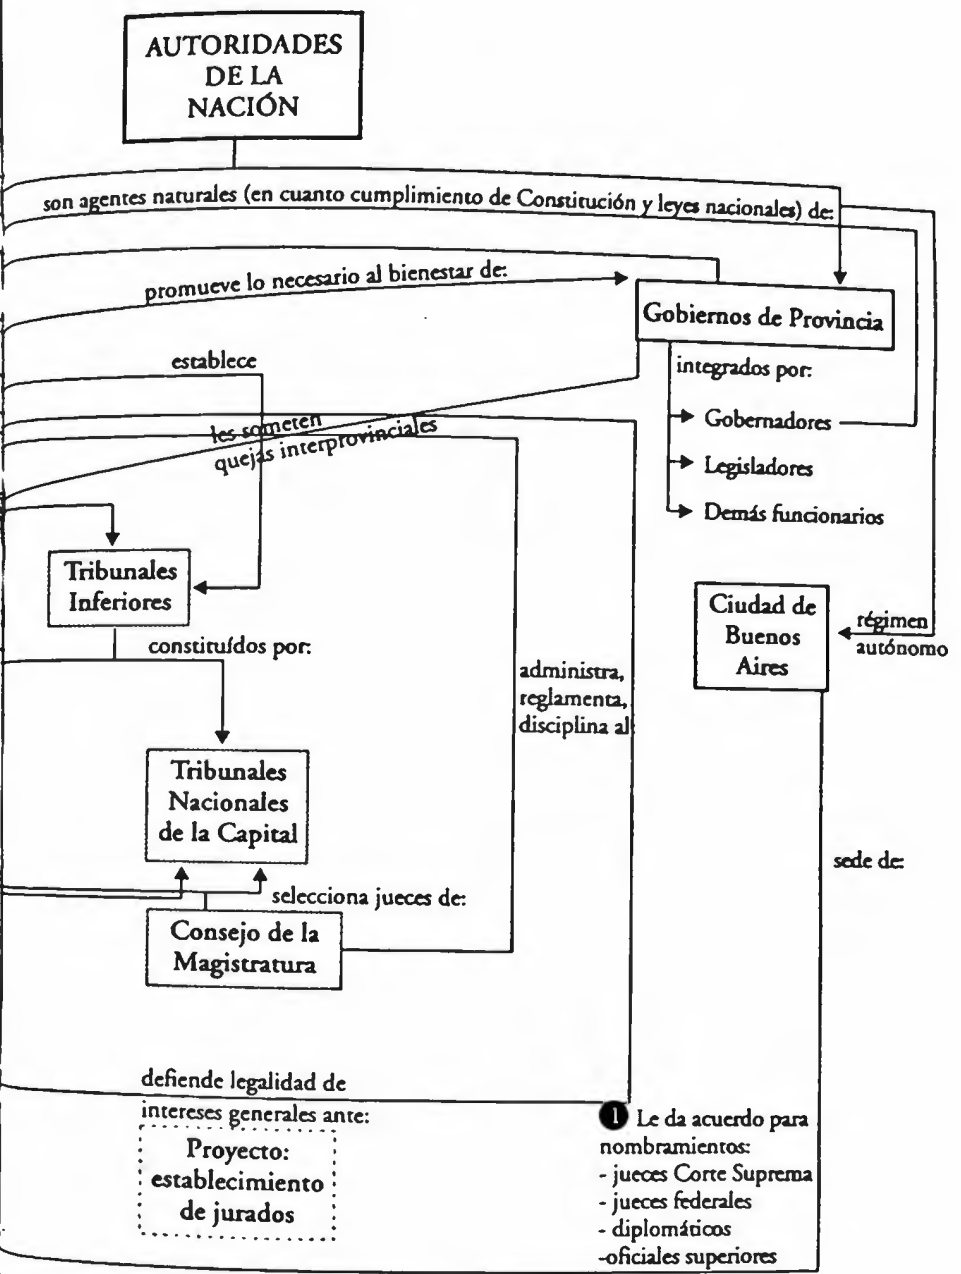 AUTORIDADES
DE LA
NACIÓN
son agentes naturales (en cuanto cumplimiento de Constitución y leyes nacionales) de:
promueve lo necesario al bienestar de:
Gobiernos de Provincia
establece
integrados por:
les someten
quejas interprovinciales
Gobernadores
Legisladores
Demás funcionarios
Tribunales
Inferiores
Ciudad de
Buenos
Aires
régimen
autónomo
constituídos por:
administra,
reglamenta,
disciplina al
Tribunales
Nacionales
de la Capital
sede de:
selecciona jueces de:
Consejo de la
Magistratura
defiende legalidad de
intereses generales ante:
Proyecto:
establecimiento
de jurados
1 Le da acuerdo para
nombramientos:
- jueces Corte Suprema
- jueces federales
- diplomáticos
-oficiales superiores